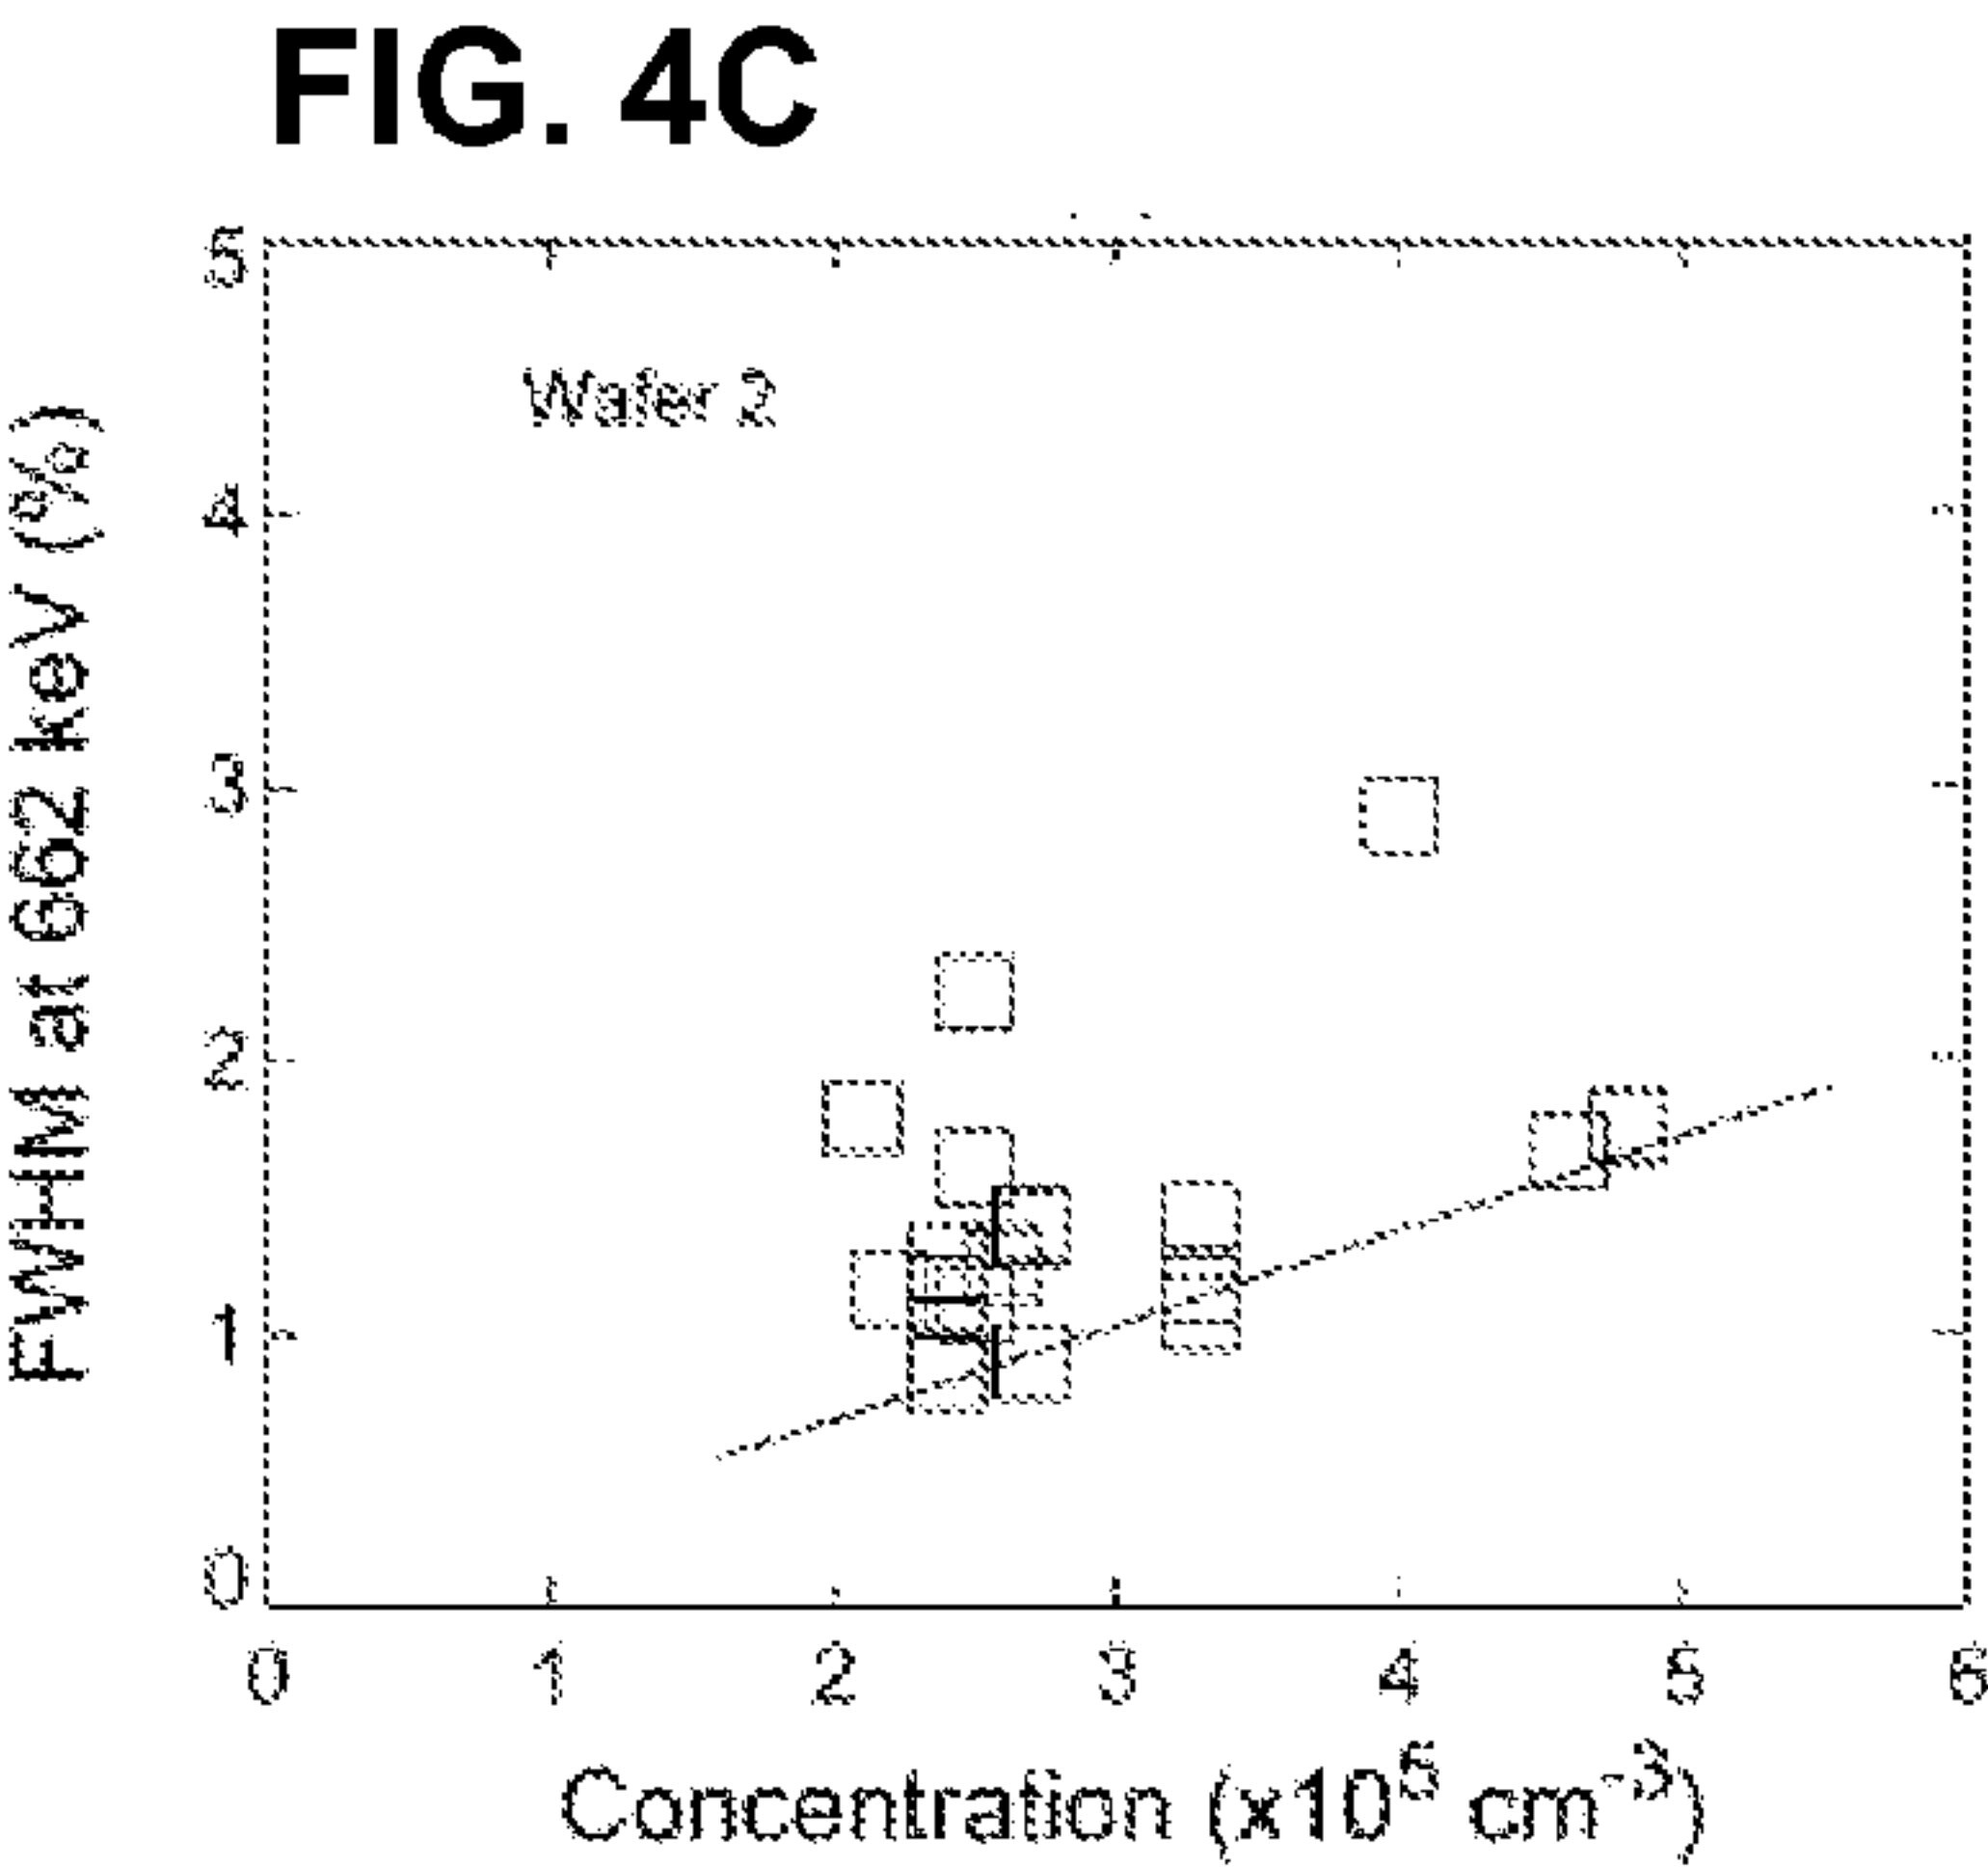 FIG. 4C
FWHM at 662 keV (%)
5
4
3
2
1
0
Wafer 2
0 1 2 3 4 5 6
Concentration (x10⁵ cm⁻³)